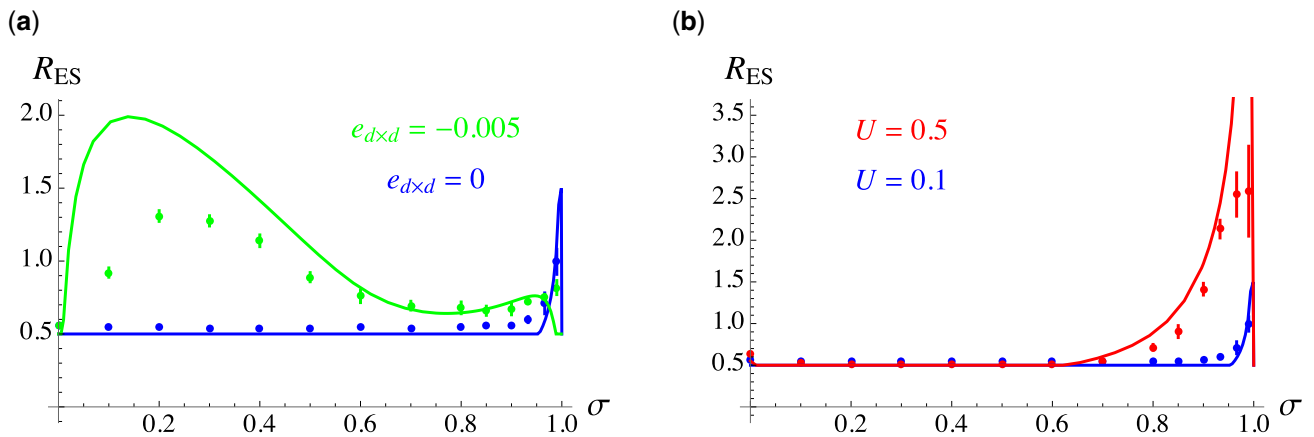 (a)
R_ES
2.0
1.5
1.0
0.5
e_{d×d} = −0.005
e_{d×d} = 0
0.2 0.4 0.6 0.8 1.0 σ
(b)
R_ES
3.5
3.0
2.5
2.0
1.5
1.0
0.5
U = 0.5
U = 0.1
0.2 0.4 0.6 0.8 1.0 σ